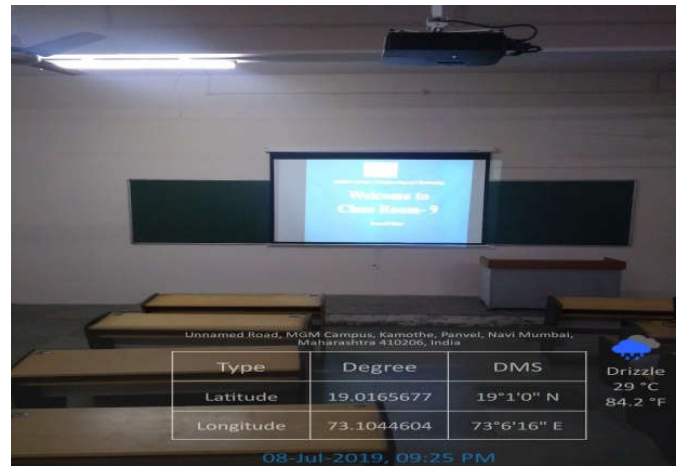 Welcome to
Class Room- 9
Unnamed Road, MGM Campus, Kamothe, Panvel, Navi Mumbai,
Maharashtra 410206, India
Type Degree DMS
Latitude 19.0165677 19°1'0" N
Longitude 73.1044604 73°6'16" E
Drizzle
29 °C
84.2 °F
08-Jul-2019, 09:25 PM